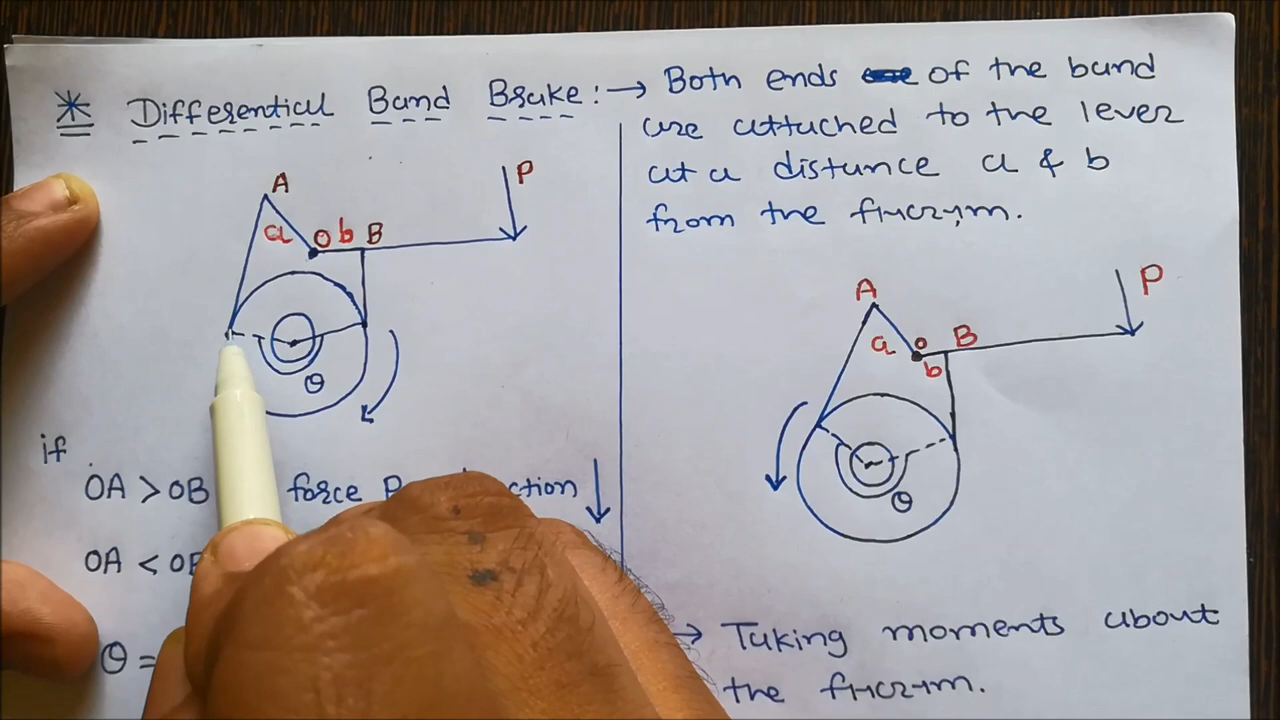 * Differential Band Brake :→ Both ends of the band
are attached to the lever
at a distance a & b
from the fulcrum.
A
P
a O b B
θ
A
P
a o B
b
θ
if
OA > OB force P ction ↓
OA < O
θ =
→ Taking moments about
the fulcrum.